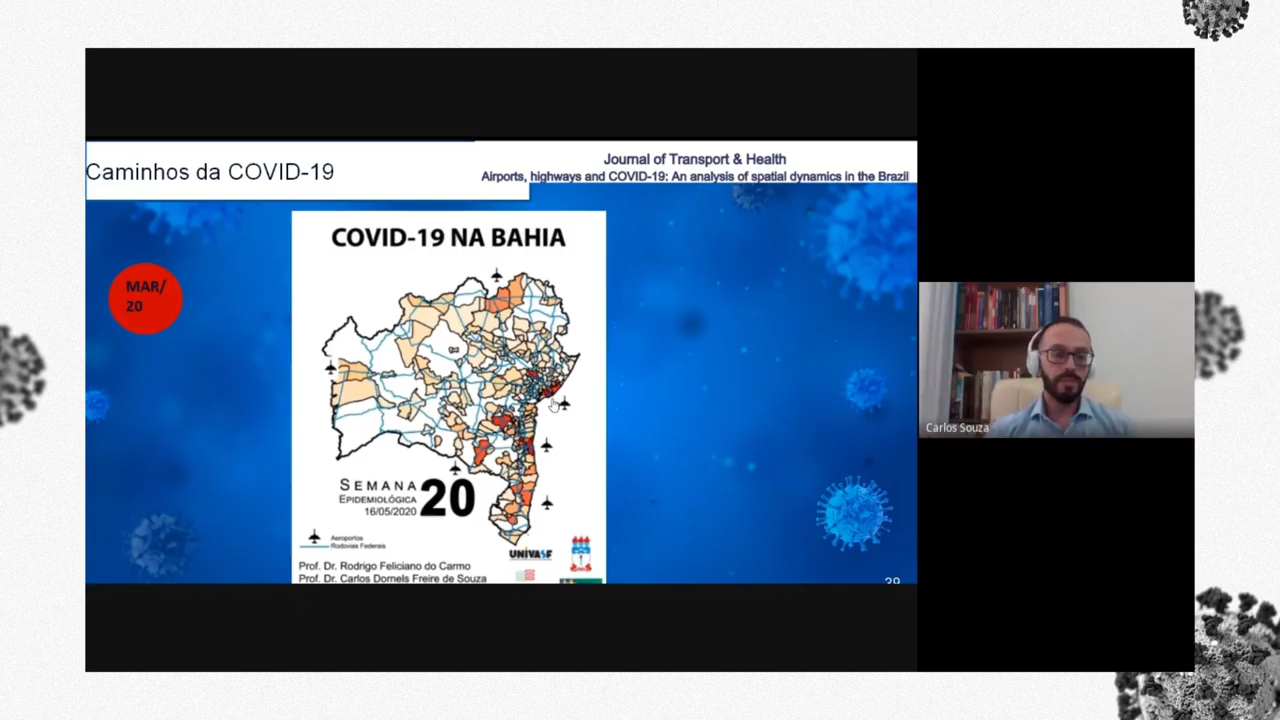 Caminhos da COVID-19
Journal of Transport & Health
Airports, highways and COVID-19: An analysis of spatial dynamics in the Brazil
MAR/
20
COVID-19 NA BAHIA
SEMANA
EPIDEMIOLÓGICA
16/05/2020
20
Aeroportos
Rodovias Federais
UNIVASF
Prof. Dr. Rodrigo Feliciano do Carmo
Prof. Dr. Carlos Dornels Freire de Souza
39
Carlos Souza